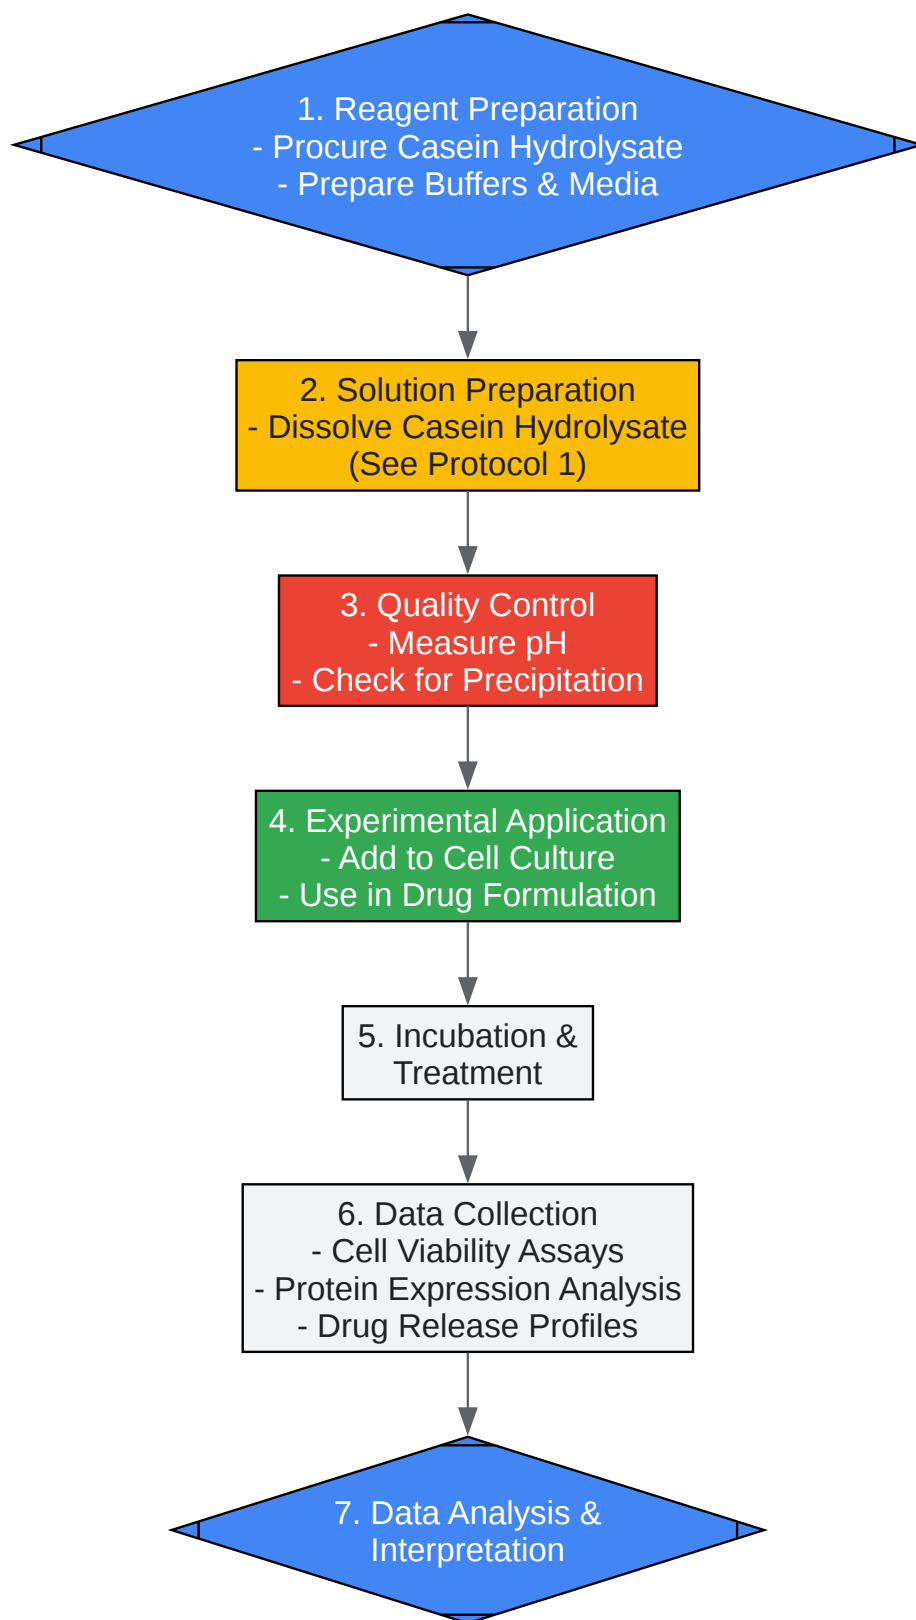 1. Reagent Preparation
- Procure Casein Hydrolysate
- Prepare Buffers & Media
2. Solution Preparation
- Dissolve Casein Hydrolysate
(See Protocol 1)
3. Quality Control
- Measure pH
- Check for Precipitation
4. Experimental Application
- Add to Cell Culture
- Use in Drug Formulation
5. Incubation &
Treatment
6. Data Collection
- Cell Viability Assays
- Protein Expression Analysis
- Drug Release Profiles
7. Data Analysis &
Interpretation